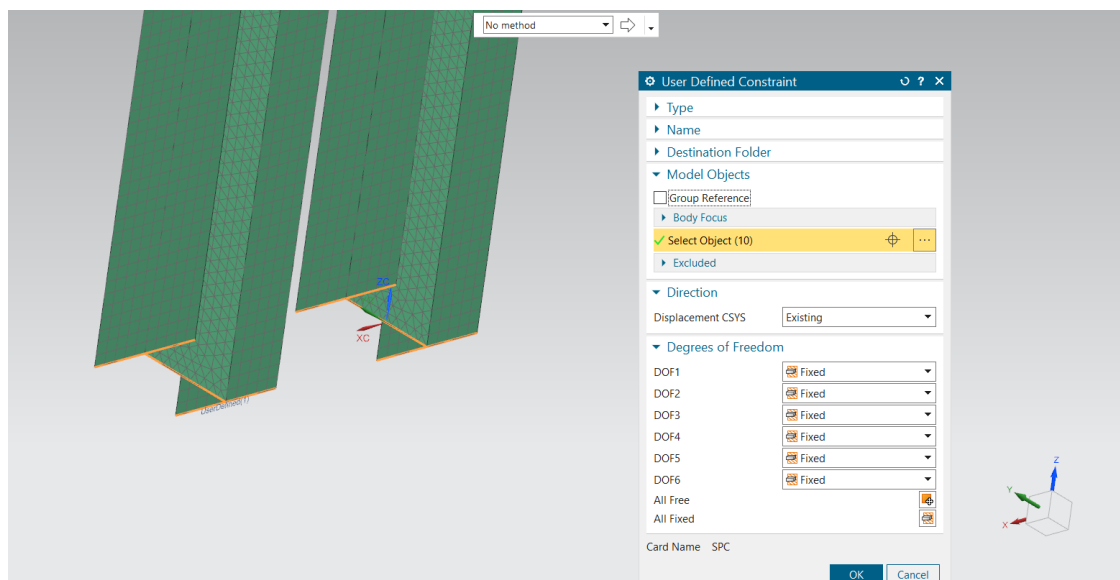 No method
User Defined Constraint
Type
Name
Destination Folder
Model Objects
Group Reference
Body Focus
Select Object (10)
Excluded
Direction
Displacement CSYS Existing
Degrees of Freedom
DOF1 Fixed
DOF2 Fixed
DOF3 Fixed
DOF4 Fixed
DOF5 Fixed
DOF6 Fixed
All Free
All Fixed
Card Name SPC
OK Cancel
ZC
XC
UserDefined(1)
Z
Y
X